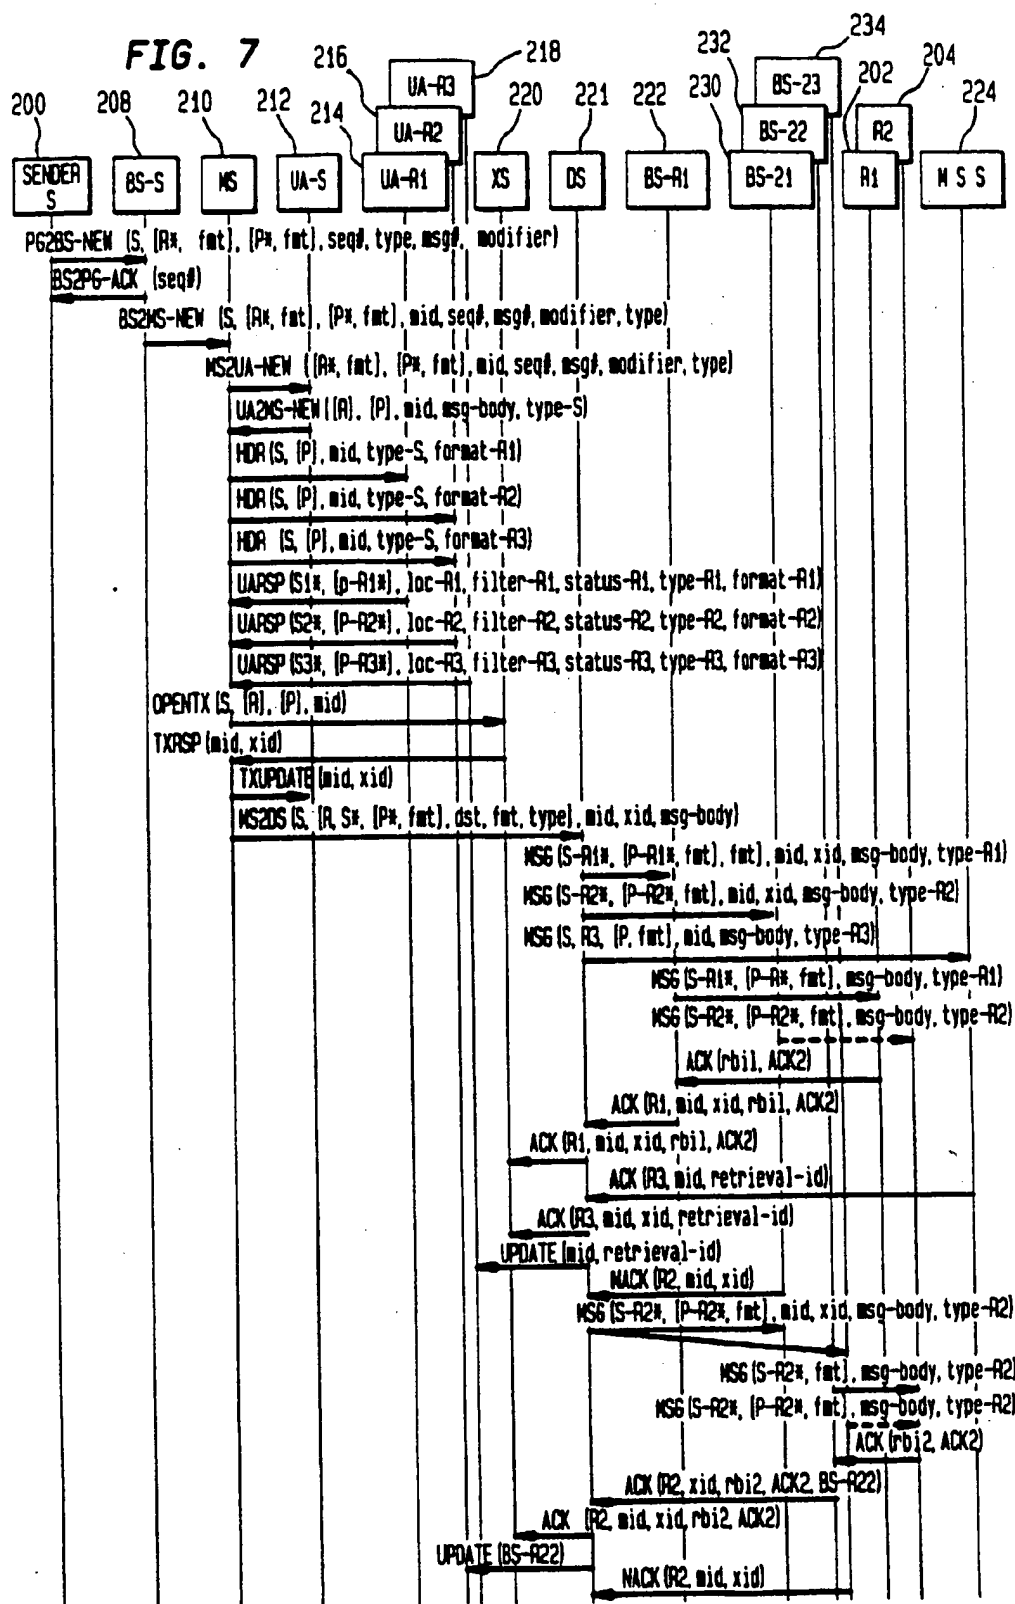 FIG. 7
200
208
210
212
214
216
218
220
221
222
230
232
234
202
204
224
UA-R3
BS-23
UA-R2
BS-22
R2
SENDER S
BS-S
MS
UA-S
UA-R1
XS
DS
BS-R1
BS-21
R1
M S S
PG2BS-NEW (S, [R*, fmt], [P*, fmt], seq#, type, msg#, modifier)
BS2PG-ACK (seq#)
BS2MS-NEW (S, [R*, fmt], [P*, fmt], mid, seq#, msg#, modifier, type)
MS2UA-NEW ([R*, fmt], [P*, fmt], mid, seq#, msg#, modifier, type)
UA2MS-NEW([R], [P], mid, msg-body, type-S)
HDR (S, [P], mid, type-S, format-R1)
HDR (S, [P], mid, type-S, format-R2)
HDR (S, [P], mid, type-S, format-R3)
UARSP (S1*, [p-R1*], loc-R1, filter-R1, status-R1, type-R1, format-R1)
UARSP (S2*, [P-R2*], loc-R2, filter-R2, status-R2, type-R2, format-R2)
UARSP (S3*, [P-R3*], loc-R3, filter-R3, status-R3, type-R3, format-R3)
OPENTX (S, [R], [P], mid)
TXRSP (mid, xid)
TXUPDATE (mid, xid)
MS2DS (S, [R, S*, [P*, fmt], dst, fmt, type], mid, xid, msg-body)
MSG (S-R1*, [P-R1*, fmt], fmt], mid, xid, msg-body, type-R1)
MSG (S-R2*, [P-R2*, fmt], mid, xid, msg-body, type-R2)
MSG (S, R3, [P, fmt], mid, msg-body, type-R3)
MSG (S-R1*, [P-R*, fmt], msg-body, type-R1)
MSG (S-R2*, [P-R2*, fmt], msg-body, type-R2)
ACK (rbi1, ACK2)
ACK (R1, mid, xid, rbi1, ACK2)
ACK (R1, mid, xid, rbi1, ACK2)
ACK (R3, mid, retrieval-id)
ACK (R3, mid, xid, retrieval-id)
UPDATE (mid, retrieval-id)
NACK (R2, mid, xid)
MSG (S-R2*, [P-R2*, fmt], mid, xid, msg-body, type-R2)
MSG (S-R2*, fmt], msg-body, type-R2)
MSG (S-R2*, [P-R2*, fmt], msg-body, type-R2)
ACK (rbi2, ACK2)
ACK (R2, xid, rbi2, ACK2, BS-R22)
ACK (R2, mid, xid, rbi2, ACK2)
UPDATE (BS-R22)
NACK (R2, mid, xid)